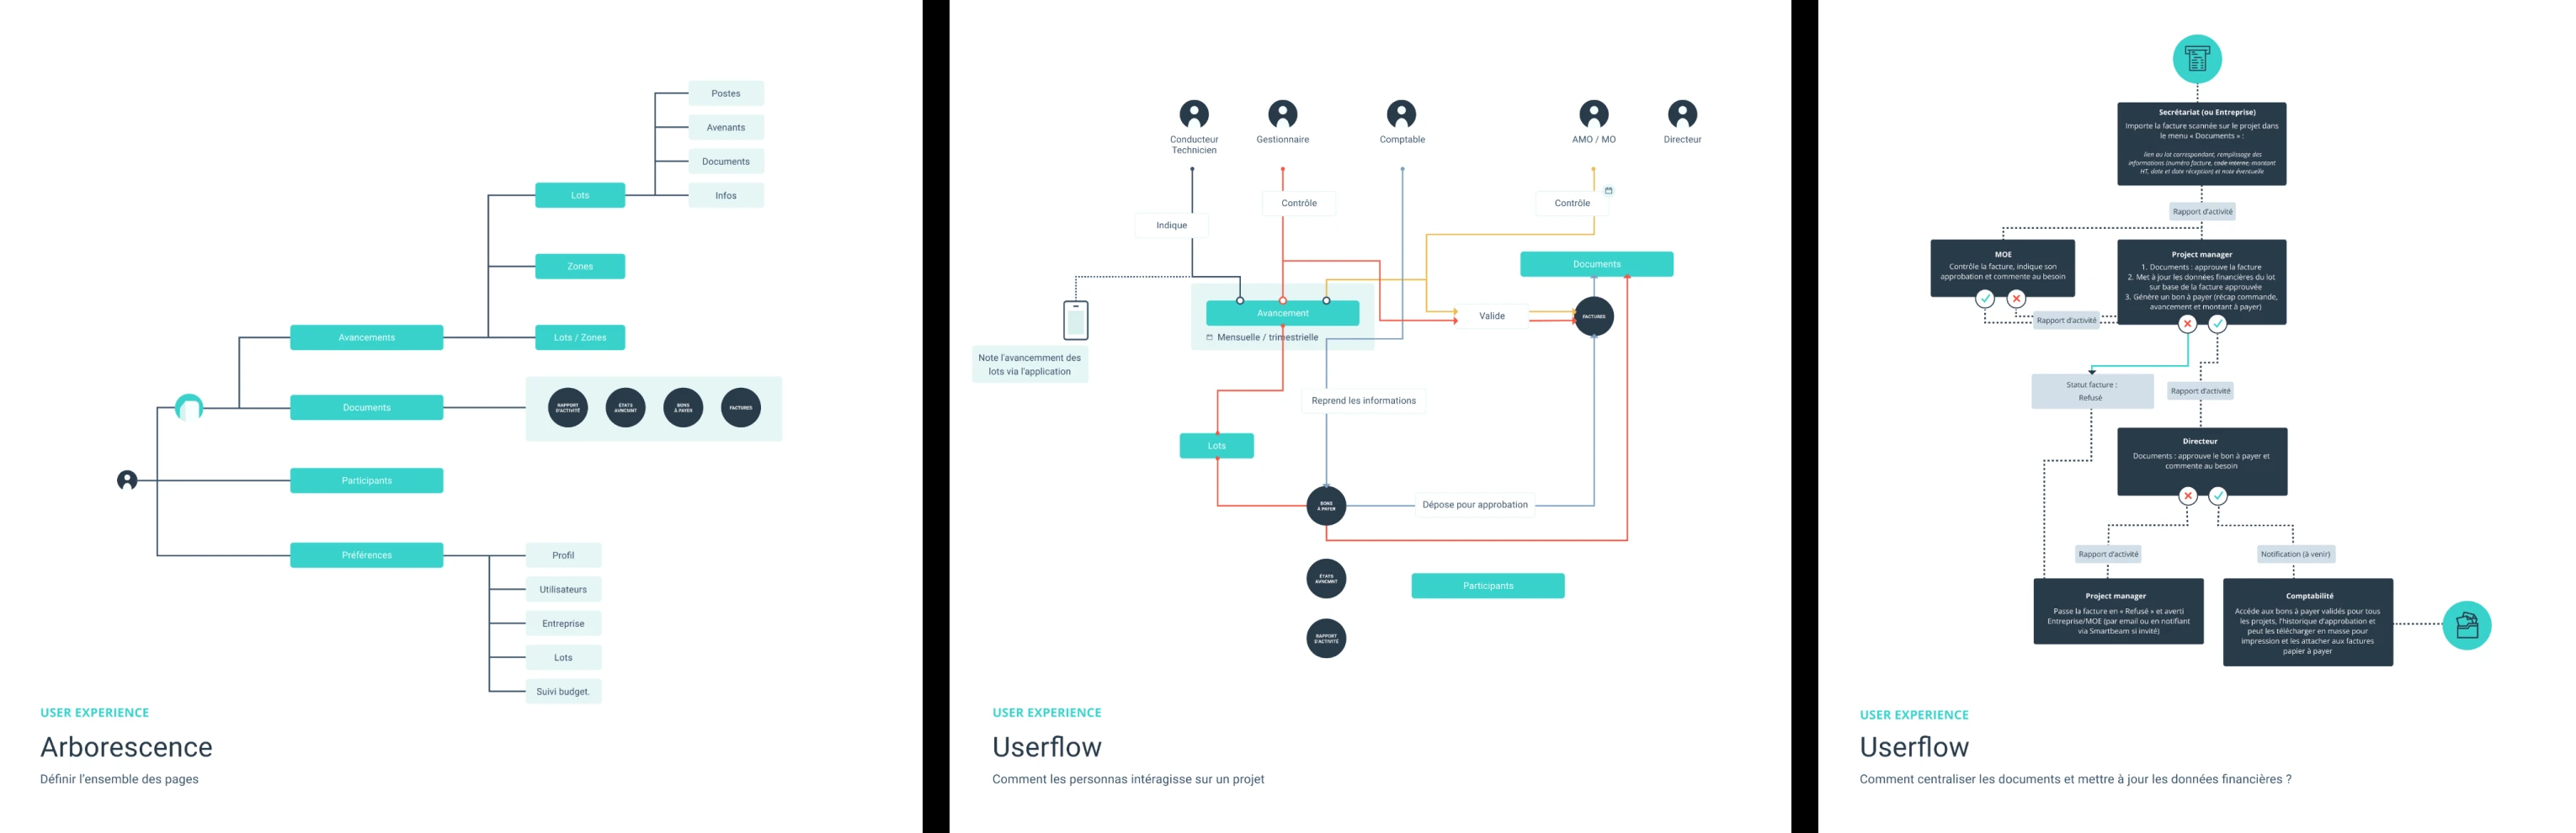 Postes
Avenants
Documents
Infos
Lots
Zones
Avancements
Lots / Zones
Documents
RAPPORT
D'ACTIVITÉ
ÉTATS
AVNCMNT
BONS
À PAYER
FACTURES
Participants
Préférences
Profil
Utilisateurs
Entreprise
Lots
Suivi budget.
USER EXPERIENCE
Arborescence
Définir l'ensemble des pages
Conducteur
Technicien
Gestionnaire
Comptable
AMO / MO
Directeur
Contrôle
Contrôle
Indique
Documents
Avancement
Valide
FACTURES
Mensuelle / trimestrielle
Note l'avancemment des
lots via l'application
Reprend les informations
Lots
BONS
À PAYER
Dépose pour approbation
ÉTATS
AVNCMNT
Participants
RAPPORT
D'ACTIVITÉ
USER EXPERIENCE
Userflow
Comment les personnas intéragisse sur un projet
Secrétariat (ou Entreprise)
Importe la facture scannée sur le projet dans
le menu « Documents » :
lien au lot correspondant, remplissage des
informations (numéro facture, code interne, montant
HT, date et date réception) et note éventuelle
Rapport d'activité
MOE
Contrôle la facture, indique son
approbation et commente au besoin
Project manager
1. Documents : approuve la facture
2. Met à jour les données financières du lot
sur base de la facture approuvée
3. Génère un bon à payer (récap commande,
avancement et montant à payer)
Rapport d'activité
Statut facture :
Refusé
Rapport d'activité
Directeur
Documents : approuve le bon à payer et
commente au besoin
Rapport d'activité
Notification (à venir)
Project manager
Passe la facture en « Refusé » et averti
Entreprise/MOE (par email ou en notifiant
via Smartbeam si invité)
Comptabilité
Accède aux bons à payer validés pour tous
les projets, l'historique d'approbation et
peut les télécharger en masse pour
impression et les attacher aux factures
papier à payer
USER EXPERIENCE
Userflow
Comment centraliser les documents et mettre à jour les données financières ?